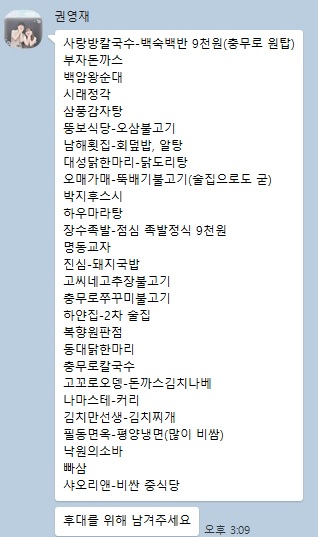 권영재
사랑방칼국수-백숙백반 9천원(충무로 원탑)
부자돈까스
백암왕순대
시래정각
삼풍감자탕
뚱보식당-오삼불고기
남해횟집-회덮밥, 알탕
대성닭한마리-닭도리탕
오매가매-뚝배기불고기(술집으로도 굳)
박지후스시
하우마라탕
장수족발-점심 족발정식 9천원
명동교자
진심-돼지국밥
고씨네고추장불고기
충무로쭈꾸미불고기
하얀집-2차 술집
복향원판점
동대닭한마리
충무로칼국수
고꼬로오뎅-돈까스김치나베
나마스테-커리
김치만선생-김치찌개
필동면옥-평양냉면(많이 비쌈)
낙원의소바
빠삼
샤오리앤-비싼 중식당
후대를 위해 남겨주세요
오후 3:09